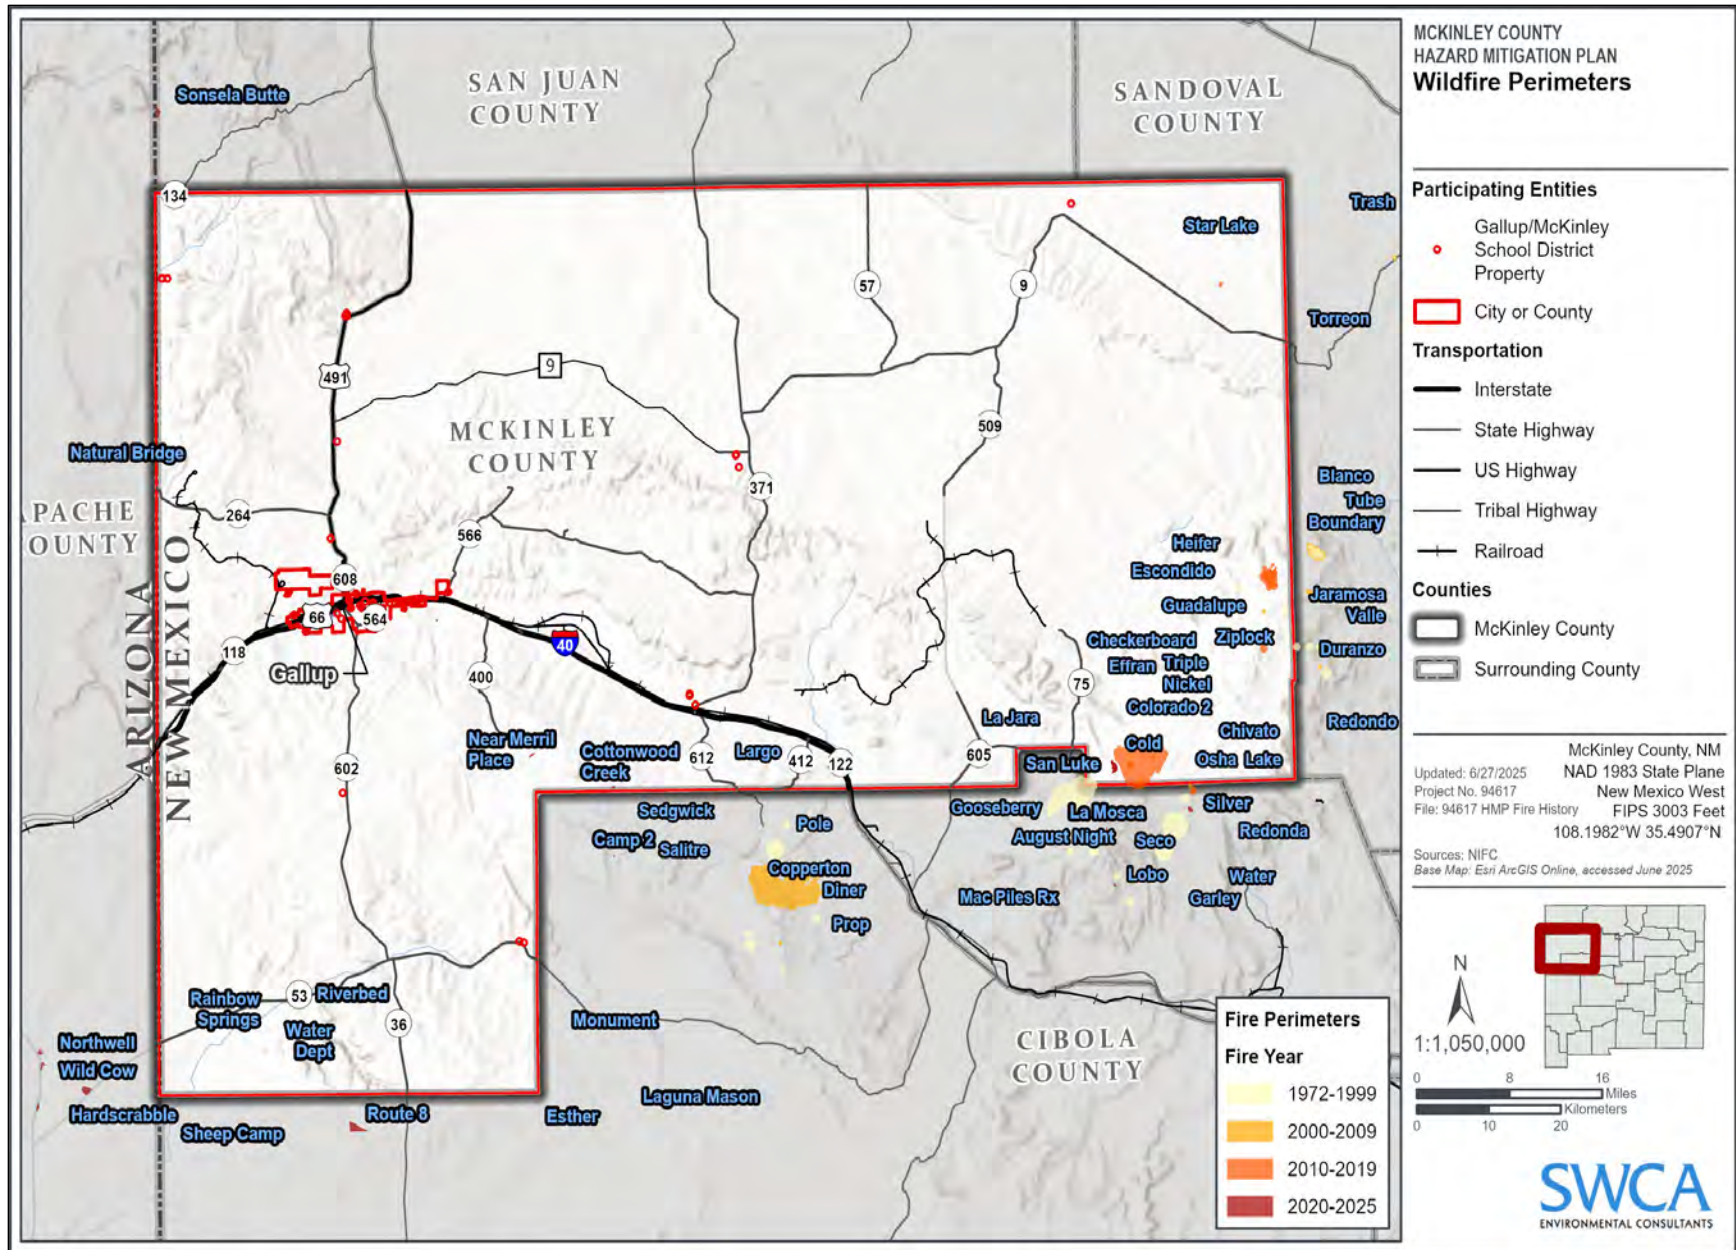 MCKINLEY COUNTY
HAZARD MITIGATION PLAN
Wildfire Perimeters
Participating Entities
Gallup/McKinley
School District
Property
City or County
Transportation
Interstate
State Highway
US Highway
Tribal Highway
Railroad
Counties
McKinley County
Surrounding County
McKinley County, NM
Updated: 6/27/2025
NAD 1983 State Plane
Project No. 94617
New Mexico West
File: 94617 HMP Fire History
FIPS 3003 Feet
108.1982°W 35.4907°N
Sources: NIFC
Base Map: Esri ArcGIS Online, accessed June 2025
N
1:1,050,000
0 8 16
Miles
Kilometers
0 10 20
SWCA
ENVIRONMENTAL CONSULTANTS
Fire Perimeters
Fire Year
1972-1999
2000-2009
2010-2019
2020-2025
SAN JUAN
COUNTY
SANDOVAL
COUNTY
Sonsela Butte
134
Trash
Star Lake
57
9
Torreon
491
9
MCKINLEY
COUNTY
509
Natural Bridge
371
Blanco
Tube
Boundary
PACHE
OUNTY
264
566
Heifer
Escondido
608
Guadalupe
Jaramosa
Valle
66
564
40
Checkerboard
Ziplock
Duranzo
118
Effran
Triple
Nickel
Gallup
400
75
Colorado 2
ARIZONA
NEW MEXICO
La Jara
Redondo
Near Merril
Place
Cottonwood
Creek
612
Largo
412
122
605
Cold
Chivato
602
San Luke
Osha Lake
Sedgwick
Gooseberry
La Mosca
Silver
Camp 2
Salitre
Pole
August Night
Seco
Redonda
Copperton
Diner
Lobo
Water
Mac Piles Rx
Garley
Prop
Rainbow
Springs
53
Riverbed
Water
Dept
36
Monument
Northwell
Wild Cow
CIBOLA
COUNTY
Hardscrabble
Route 8
Esther
Laguna Mason
Sheep Camp